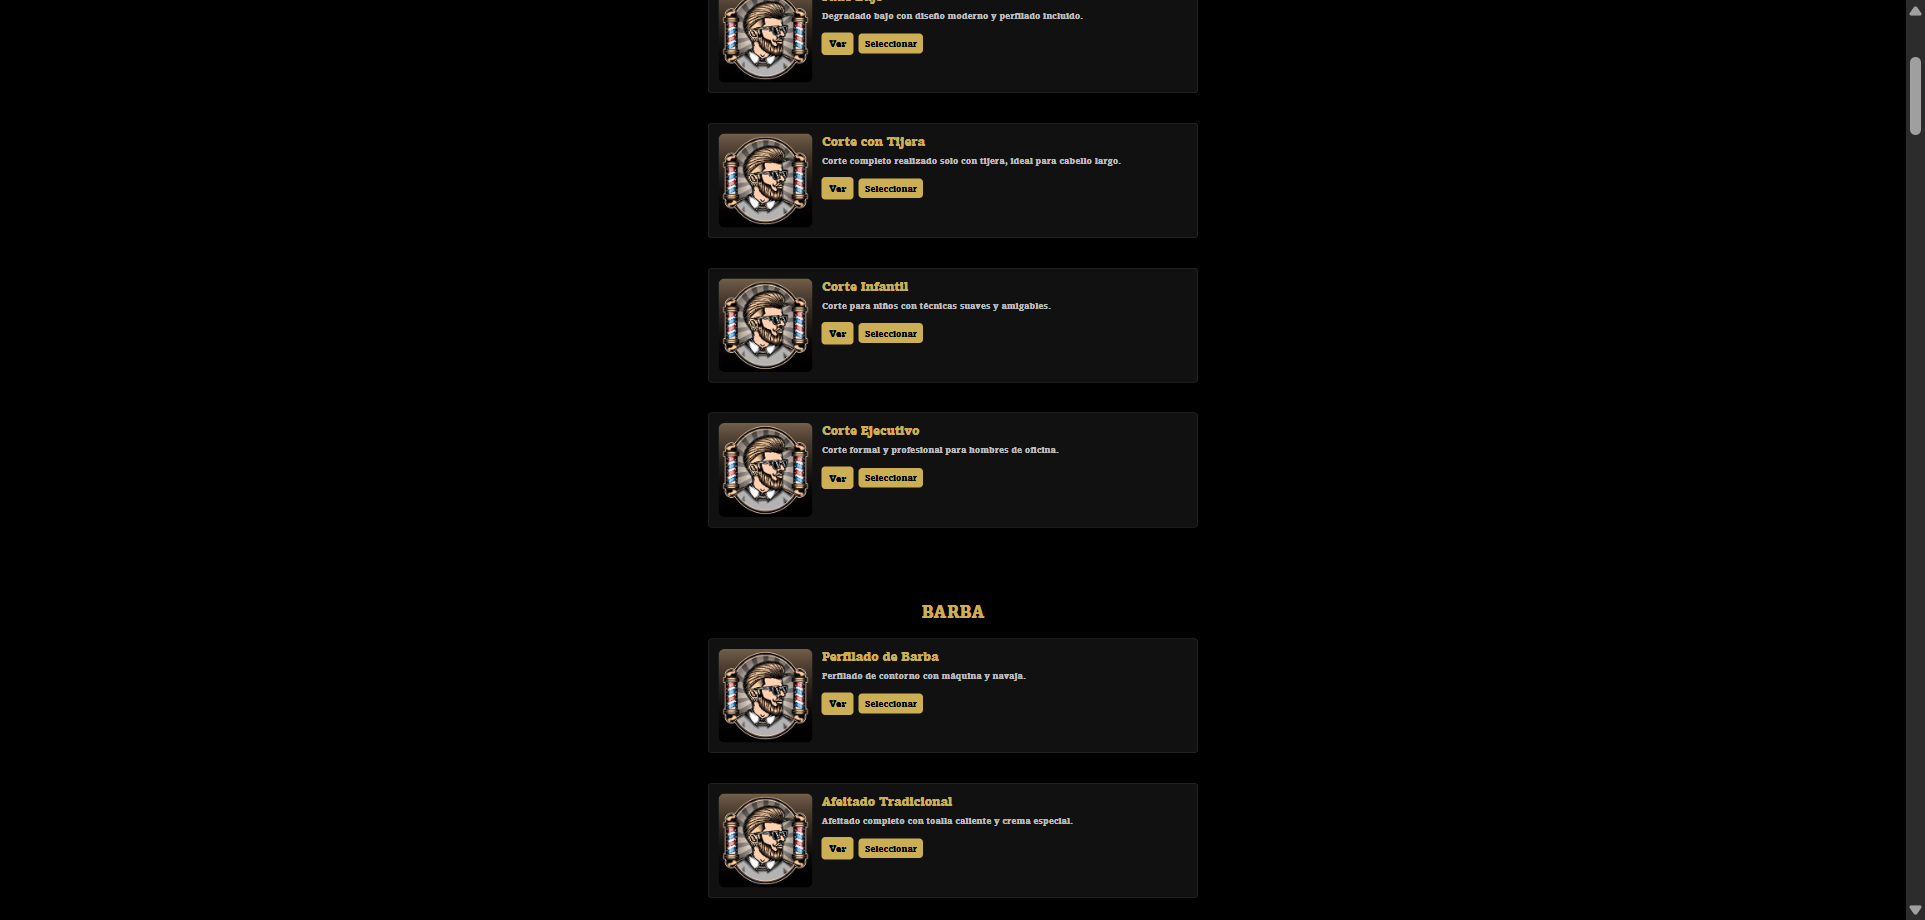 Degradado bajo con diseño moderno y perfilado incluido.
Ver Seleccionar
Corte con Tijera
Corte completo realizado solo con tijera, ideal para cabello largo.
Ver Seleccionar
Corte Infantil
Corte para niños con técnicas suaves y amigables.
Ver Seleccionar
Corte Ejecutivo
Corte formal y profesional para hombres de oficina.
Ver Seleccionar
BARBA
Perfilado de Barba
Perfilado de contorno con máquina y navaja.
Ver Seleccionar
Afeitado Tradicional
Afeitado completo con toalla caliente y crema especial.
Ver Seleccionar